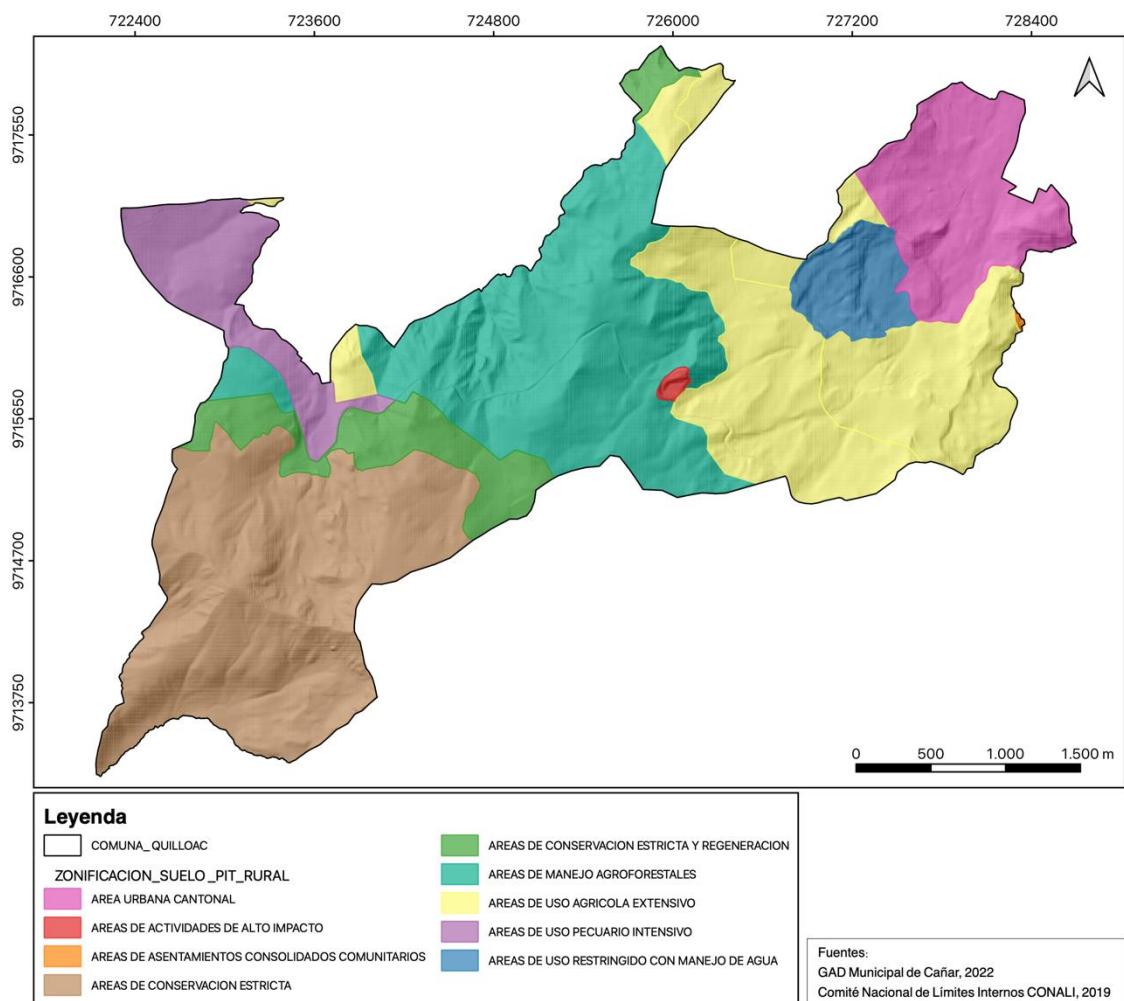 722400
723600
724800
726000
727200
728400
9717550
9716600
9715650
9714700
9713750
0
500
1.000
1.500 m
Leyenda
COMUNA_QUILLOAC
ZONIFICACION_SUELO_PIT_RURAL
AREA URBANA CANTONAL
AREAS DE ACTIVIDADES DE ALTO IMPACTO
AREAS DE ASENTAMIENTOS CONSOLIDADOS COMUNITARIOS
AREAS DE CONSERVACION ESTRICTA
AREAS DE CONSERVACION ESTRICTA Y REGENERACION
AREAS DE MANEJO AGROFORESTALES
AREAS DE USO AGRICOLA EXTENSIVO
AREAS DE USO PECUARIO INTENSIVO
AREAS DE USO RESTRINGIDO CON MANEJO DE AGUA
Fuentes:
GAD Municipal de Cañar, 2022
Comité Nacional de Límites Internos CONALI, 2019